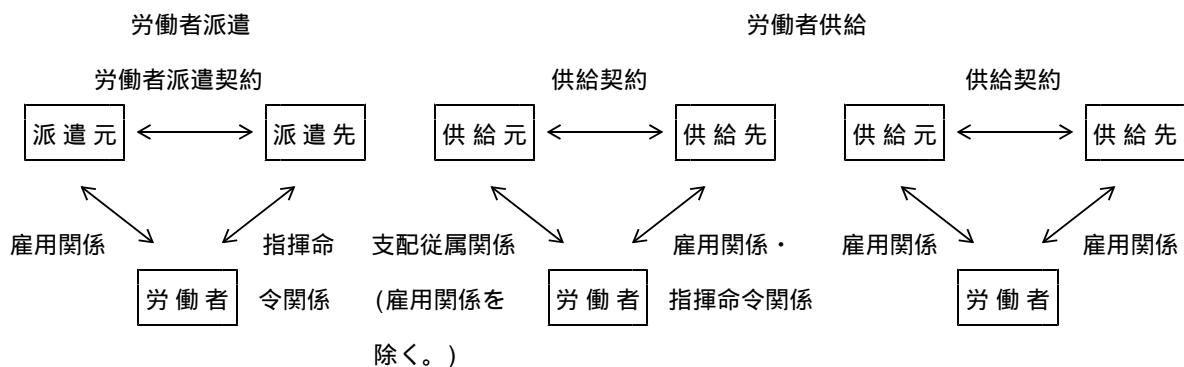 労働者派遣 労働者供給
労働者派遣契約 供給契約 供給契約
派遣元 派遣先 供給元 供給先 供給元 供給先
雇用関係 指揮命 支配従属関係 雇用関係・ 雇用関係 雇用関係
労働者 令関係 (雇用関係を 労働者 指揮命令関係 労働者
除く。)